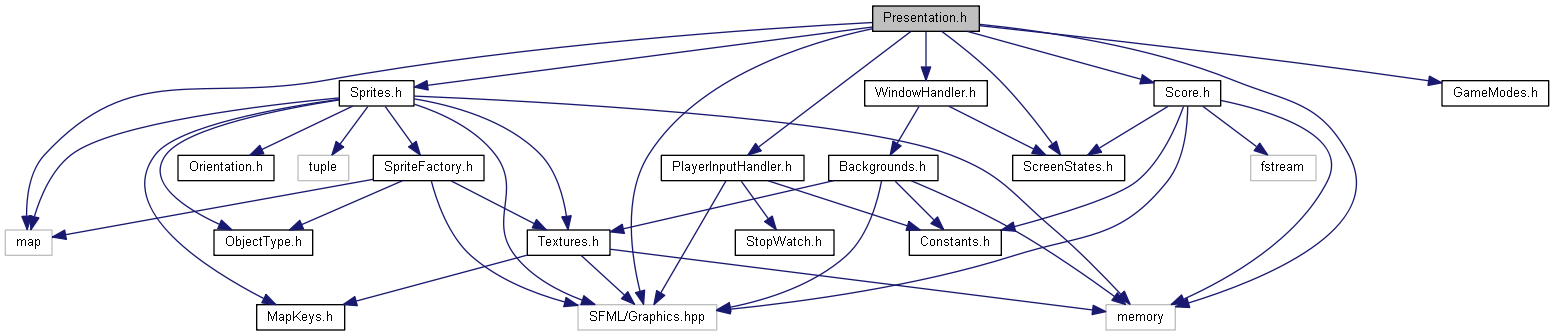 Presentation.h
Sprites.h
WindowHandler.h
Score.h
GameModes.h
Orientation.h
tuple
SpriteFactory.h
PlayerInputHandler.h
Backgrounds.h
ScreenStates.h
fstream
map
ObjectType.h
Textures.h
StopWatch.h
Constants.h
MapKeys.h
SFML/Graphics.hpp
memory